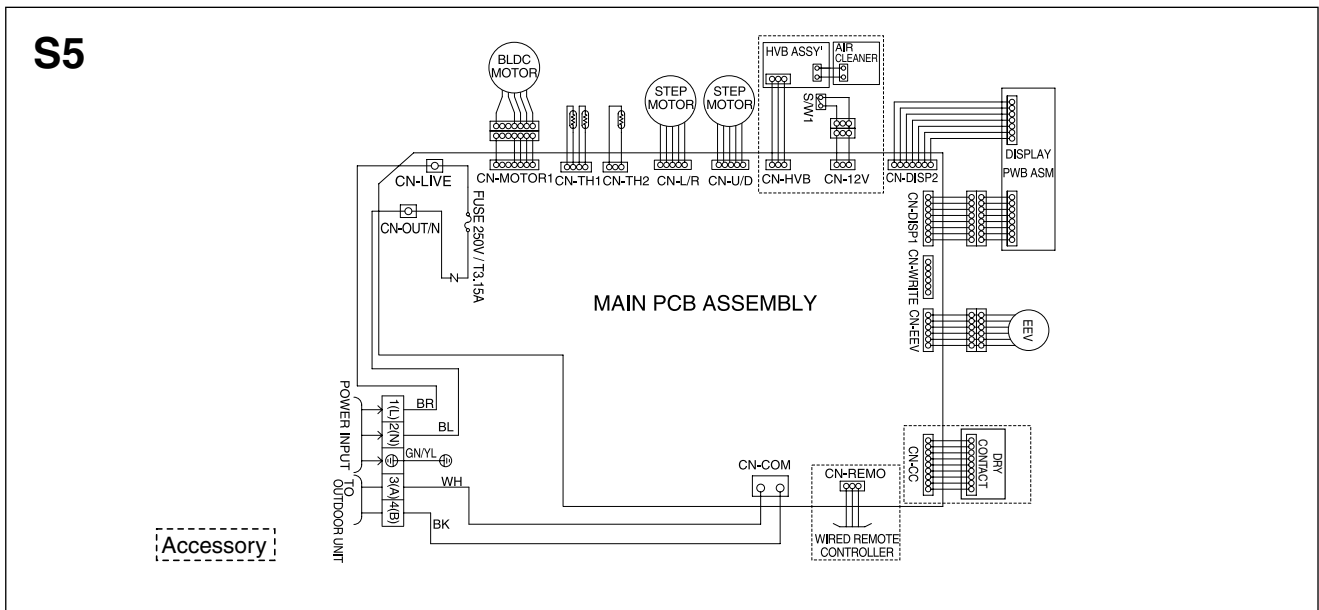 S5
BLDC
MOTOR
STEP
MOTOR
STEP
MOTOR
HVB ASSY'
AIR
CLEANER
S/W1
DISPLAY
PWB ASM
CN-LIVE
CN-MOTOR1
CN-TH1
CN-TH2
CN-L/R
CN-U/D
CN-HVB
CN-12V
CN-DISP2
CN-OUT/N
FUSE 250V / T3.15A
CN-DISP1
CN-WRITE
CN-EEV
EEV
MAIN PCB ASSEMBLY
POWER INPUT
1(L)
2(N)
BR
BL
GN/YL
TO
OUTDOOR UNIT
3(A)
4(B)
WH
BK
CN-COM
CN-REMO
WIRED REMOTE
CONTROLLER
CN-CC
DRY
CONTACT
Accessory